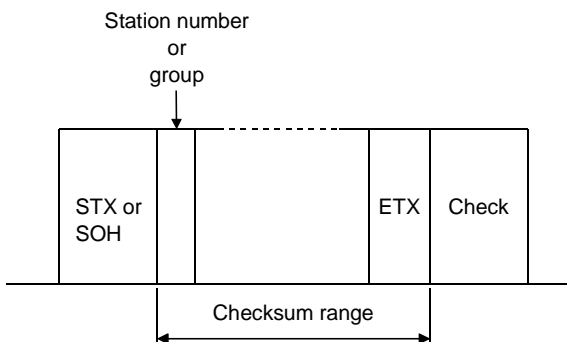 Station number
or
group
STX or
SOH
ETX
Check
Checksum range